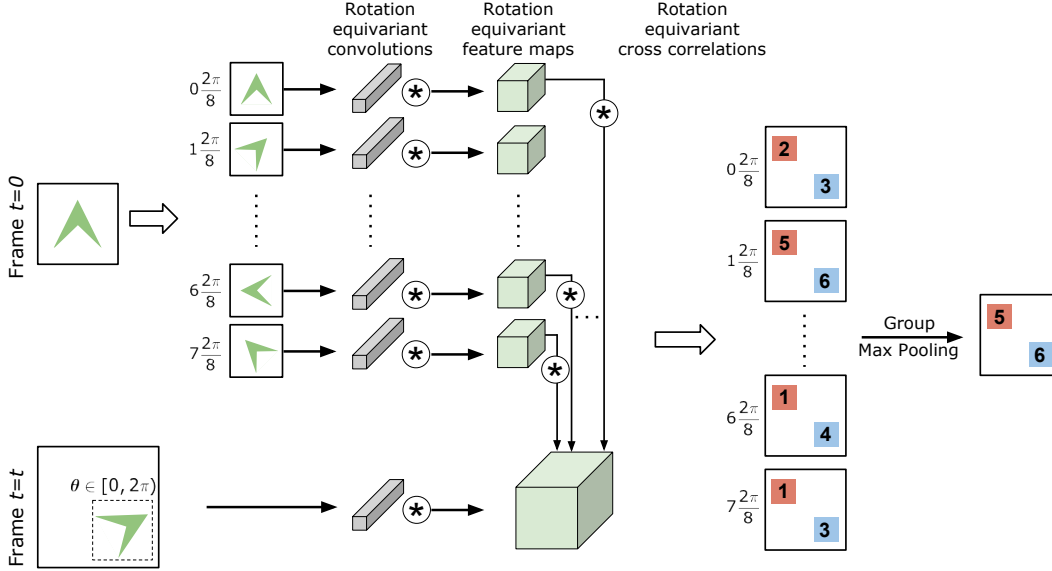 Rotation
equivariant
convolutions
Rotation
equivariant
feature maps
Rotation
equivariant
cross correlations
Frame t=0
0 2π/8
1 2π/8
6 2π/8
7 2π/8
*
*
*
*
*
*
*
Frame t=t
θ ∈ [0, 2π)
*
0 2π/8
2
3
1 2π/8
5
6
6 2π/8
1
4
7 2π/8
1
3
Group
Max Pooling
5
6